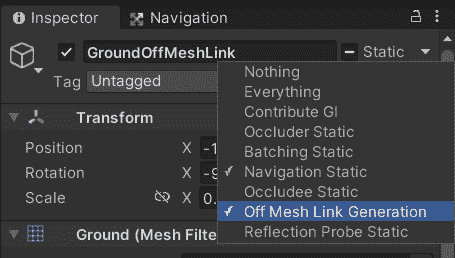 Inspector Navigation
GroundOffMeshLink Static
Tag Untagged
Nothing
Everything
Contribute GI
Occluder Static
Batching Static
Navigation Static
Occludee Static
Off Mesh Link Generation
Reflection Probe Static
Transform
Position X -1
Rotation X -9
Scale X 0.
Ground (Mesh Filte